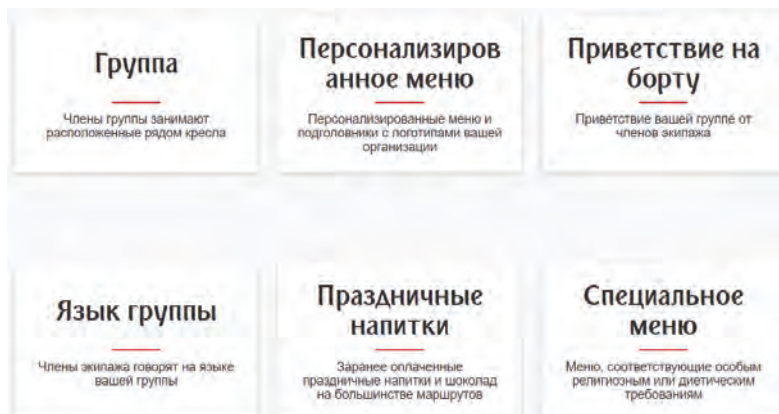 Группа
Члены группы занимают
расположенные рядом кресла
Персонализиров
анное меню
Персонализированные меню и
подголовники с логотипами вашей
организации
Приветствие на
борту
Приветствие вашей группе от
членов экипажа
Язык группы
Члены экипажа говорят на языке
вашей группы
Праздничные
напитки
Заранее оплаченные
праздничные напитки и шоколад
на большинстве маршрутов
Специальное
меню
Меню, соответствующие особым
религиозным или диетическим
требованиям